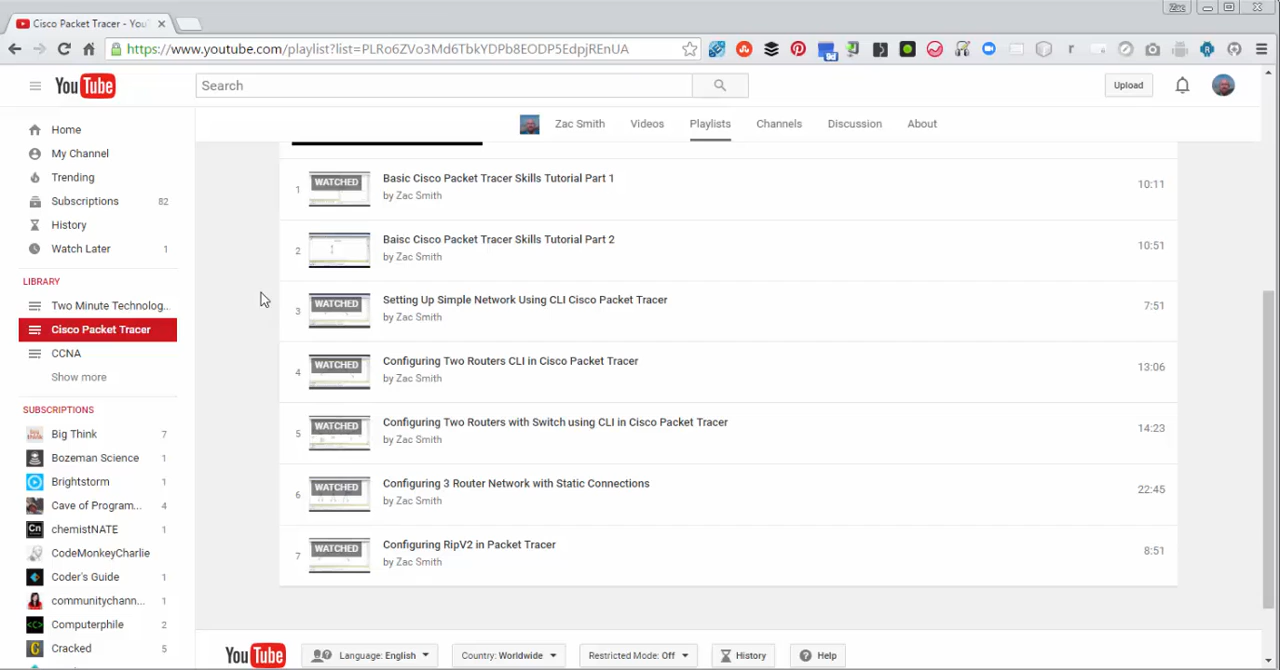 Zac
Cisco Packet Tracer - You
https://www.youtube.com/playlist?list=PLRo6ZVo3Md6TbkYDPb8EODP5EdpjREnUA
YouTube
Search
Upload
Zac Smith Videos Playlists Channels Discussion About
Home
My Channel
Trending
Subscriptions 82
History
Watch Later 1
LIBRARY
Two Minute Technolog...
Cisco Packet Tracer
CCNA
Show more
SUBSCRIPTIONS
Big Think 7
Bozeman Science 1
Brightstorm 1
Cave of Program... 4
Cn chemistNATE 1
CodeMonkeyCharlie
Coder's Guide 1
communitychann... 1
Computerphile 2
Cracked 5
1 WATCHED Basic Cisco Packet Tracer Skills Tutorial Part 1 10:11
by Zac Smith
2 Baisc Cisco Packet Tracer Skills Tutorial Part 2 10:51
by Zac Smith
3 WATCHED Setting Up Simple Network Using CLI Cisco Packet Tracer 7:51
by Zac Smith
4 WATCHED Configuring Two Routers CLI in Cisco Packet Tracer 13:06
by Zac Smith
5 WATCHED Configuring Two Routers with Switch using CLI in Cisco Packet Tracer 14:23
by Zac Smith
6 WATCHED Configuring 3 Router Network with Static Connections 22:45
by Zac Smith
7 WATCHED Configuring RipV2 in Packet Tracer 8:51
by Zac Smith
YouTube Language: English Country: Worldwide Restricted Mode: Off History Help